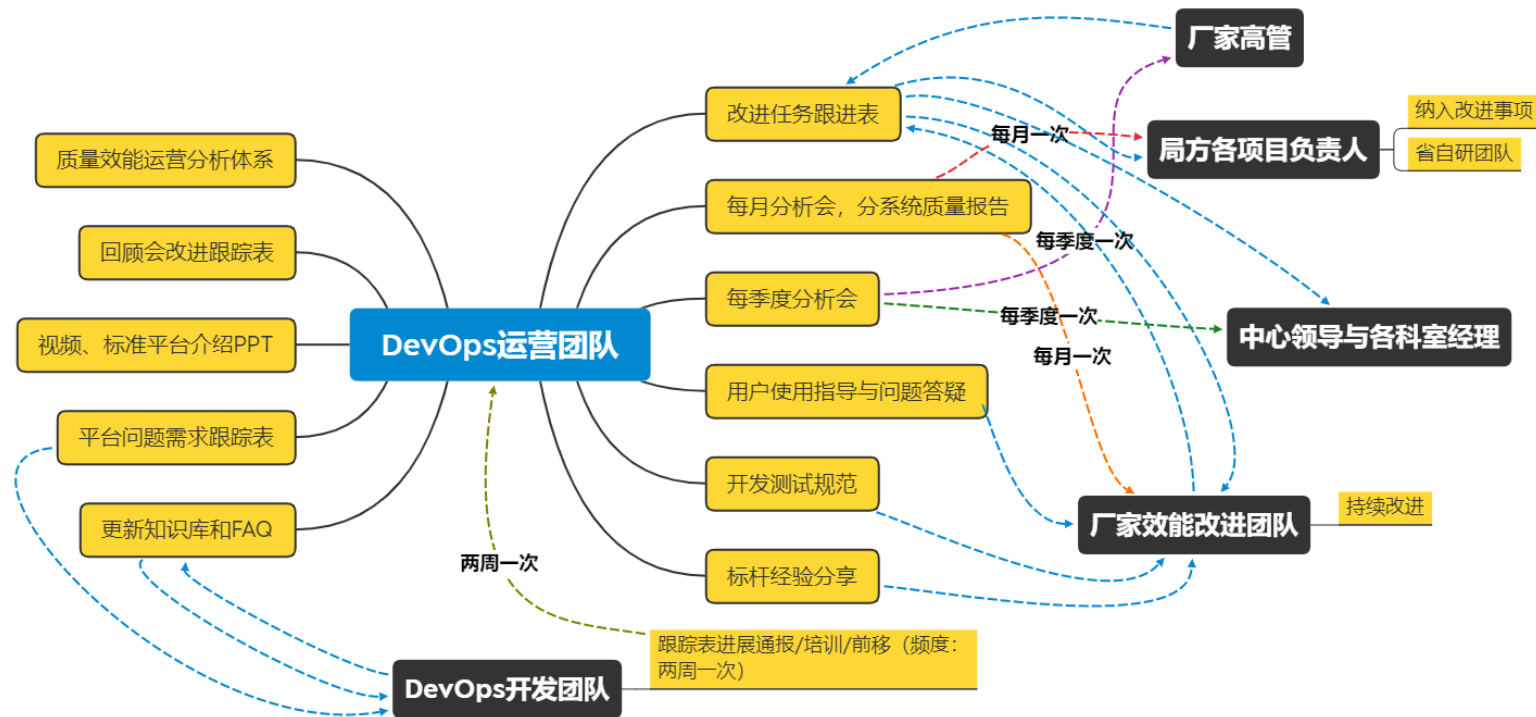 厂家高管
改进任务跟进表
纳入改进事项
每月一次
局方各项目负责人
省自研团队
质量效能运营分析体系
每月分析会，分系统质量报告
回顾会改进跟踪表
每季度一次
每季度分析会
每季度一次
中心领导与各科室经理
视频、标准平台介绍PPT
DevOps运营团队
每月一次
用户使用指导与问题答疑
平台问题需求跟踪表
开发测试规范
持续改进
厂家效能改进团队
更新知识库和FAQ
两周一次
标杆经验分享
跟踪表进展通报/培训/前移（频度：
两周一次）
DevOps开发团队